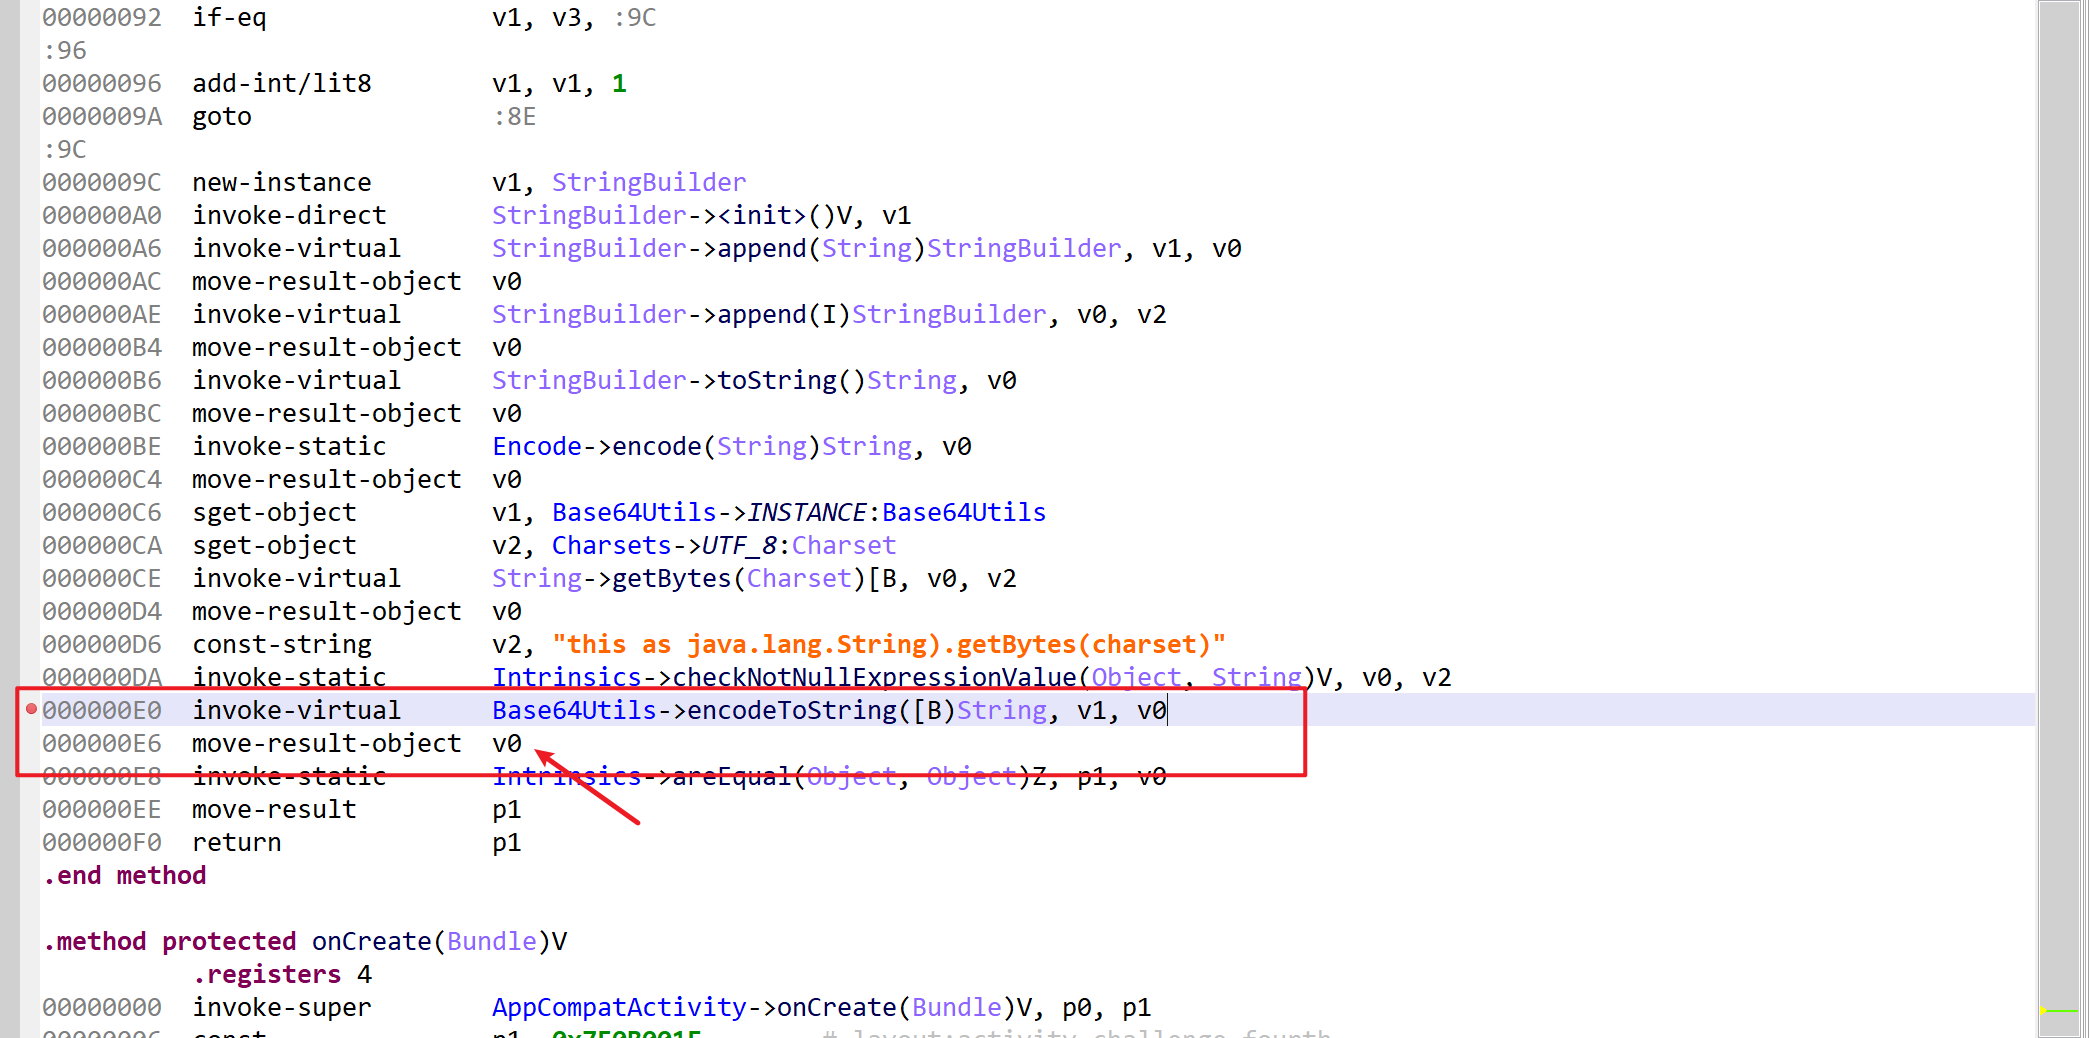 00000092 if-eq v1, v3, :9C
:96
00000096 add-int/lit8 v1, v1, 1
0000009A goto :8E
:9C
0000009C new-instance v1, StringBuilder
000000A0 invoke-direct StringBuilder-><init>()V, v1
000000A6 invoke-virtual StringBuilder->append(String)StringBuilder, v1, v0
000000AC move-result-object v0
000000AE invoke-virtual StringBuilder->append(I)StringBuilder, v0, v2
000000B4 move-result-object v0
000000B6 invoke-virtual StringBuilder->toString()String, v0
000000BC move-result-object v0
000000BE invoke-static Encode->encode(String)String, v0
000000C4 move-result-object v0
000000C6 sget-object v1, Base64Utils->INSTANCE:Base64Utils
000000CA sget-object v2, Charsets->UTF_8:Charset
000000CE invoke-virtual String->getBytes(Charset)[B, v0, v2
000000D4 move-result-object v0
000000D6 const-string v2, "this as java.lang.String).getBytes(charset)"
000000DA invoke-static Intrinsics->checkNotNullExpressionValue(Object, String)V, v0, v2
000000E0 invoke-virtual Base64Utils->encodeToString([B)String, v1, v0
000000E6 move-result-object v0
000000E8 invoke-static Intrinsics->areEqual(Object, Object)Z, p1, v0
000000EE move-result p1
000000F0 return p1
.end method
.method protected onCreate(Bundle)V
.registers 4
00000000 invoke-super AppCompatActivity->onCreate(Bundle)V, p0, p1
00000006 const p1, 0x7F0B001F # layout:activity_challenge_fourth